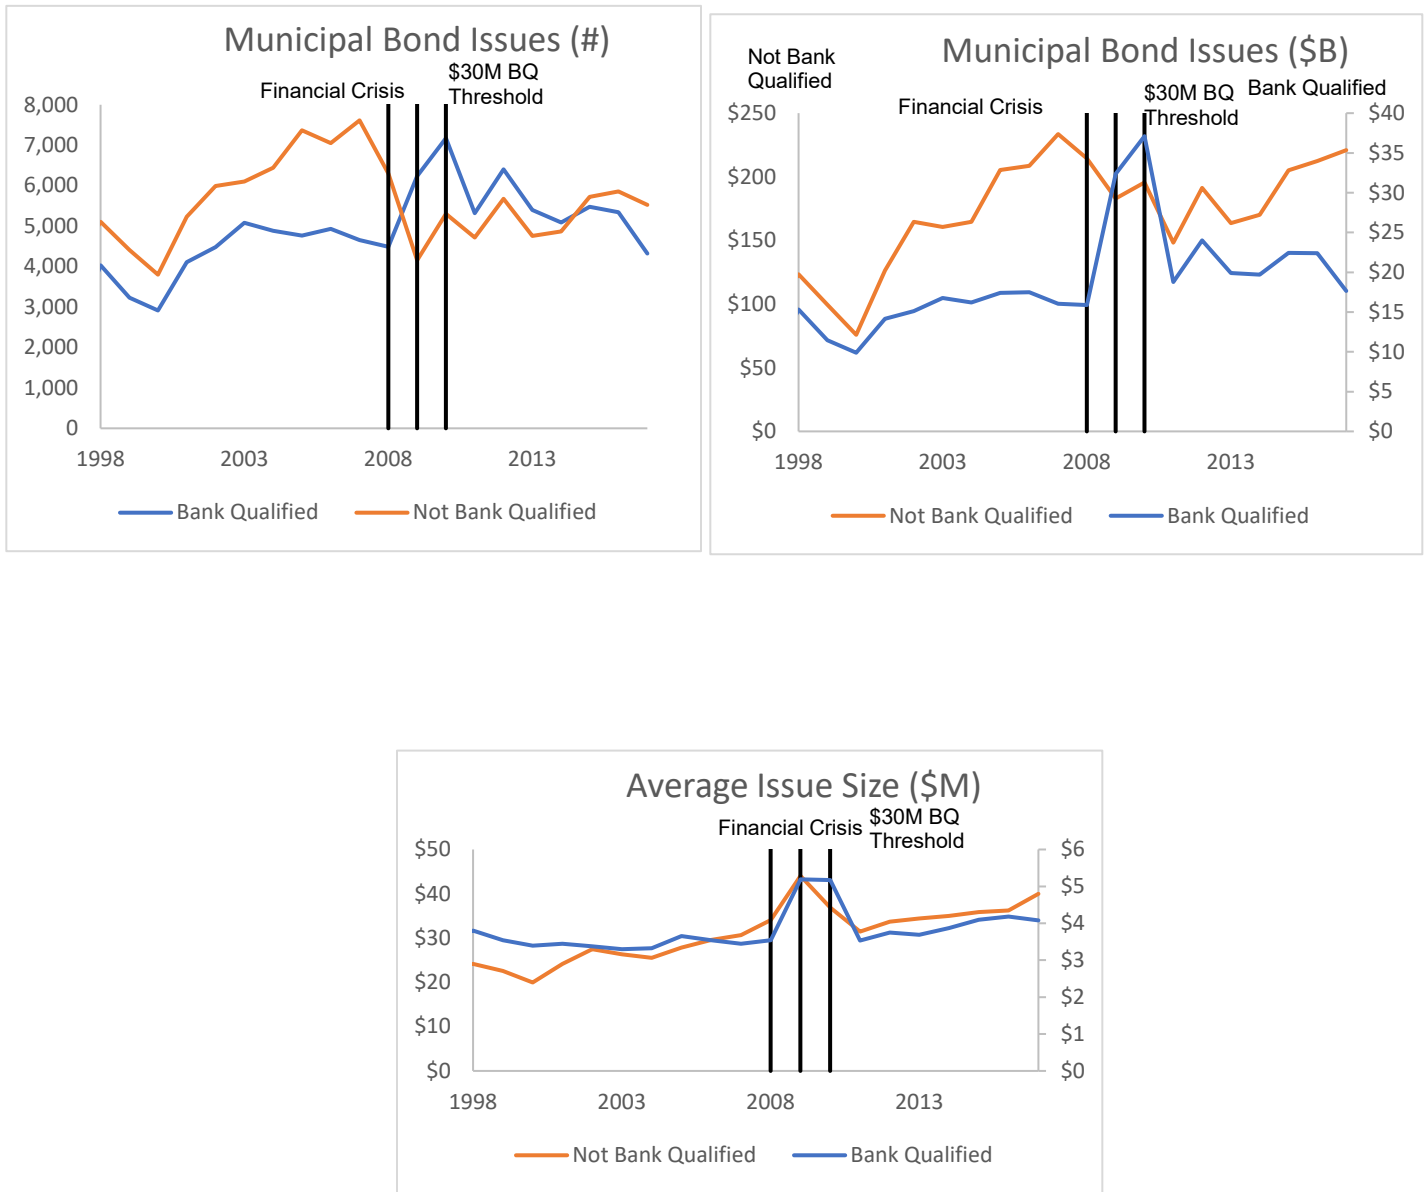 Municipal Bond Issues (#)
Financial Crisis
$30M BQ
Threshold
8,000
7,000
6,000
5,000
4,000
3,000
2,000
1,000
0
1998
2003
2008
2013
Bank Qualified
Not Bank Qualified
Municipal Bond Issues ($B)
Not Bank
Qualified
Financial Crisis
$30M BQ
Threshold
Bank Qualified
$250
$200
$150
$100
$50
$0
$40
$35
$30
$25
$20
$15
$10
$5
$0
1998
2003
2008
2013
Not Bank Qualified
Bank Qualified
Average Issue Size ($M)
Financial Crisis
$30M BQ
Threshold
$50
$40
$30
$20
$10
$0
$6
$5
$4
$3
$2
$1
$0
1998
2003
2008
2013
Not Bank Qualified
Bank Qualified